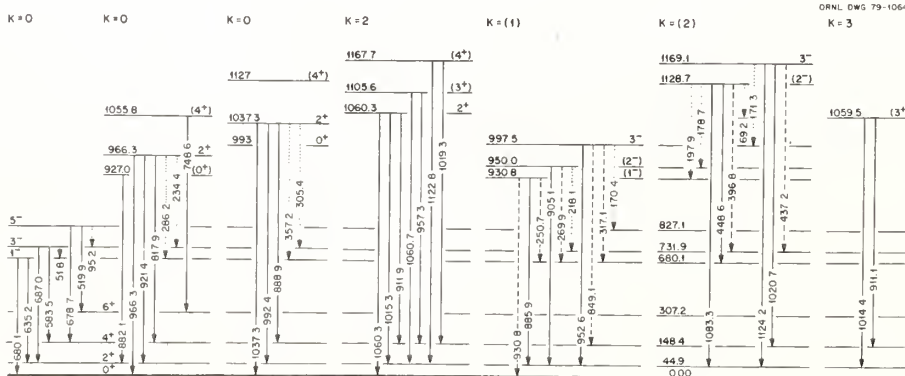 ORNL DWG 79-1064
K=0 K=0 K=0 K=2 K=(1) K=(2) K=3
1167.7 (4⁺)
1169.1 3⁻
1127 (4⁺)
1128.7 (2⁻)
1105.6 (3⁺)
1055.8 (4⁺)
1060.3 2⁺
1059.5 (3⁺)
1037.3 2⁺
993 0⁺
997.5 3⁻
966.3 2⁺
950.0 (2⁻)
927.0 (0⁺)
930.8 (1⁻)
5⁻ 827.1
3⁻ 731.9
1⁻ 680.1
6⁺ 307.2
4⁺ 148.4
2⁺ 44.9
0⁺ 0.00
680.1 635.2 687.0 51.8 583.5 678.7 519.9 95.2
882.1 966.3 921.4 817.9 286.2 234.4 748.6
1037.3 992.4 888.9 357.2 305.4
1060.3 1015.3 911.9 1060.7 957.3 1122.8 1019.3
930.8 885.9 250.7 905.1 269.9 218.1 952.6 849.1 317.1 170.4
197.9 178.7 1083.3 448.6 396.8 69.2 171.3 1124.2 1020.7 437.2
1014.4 911.1